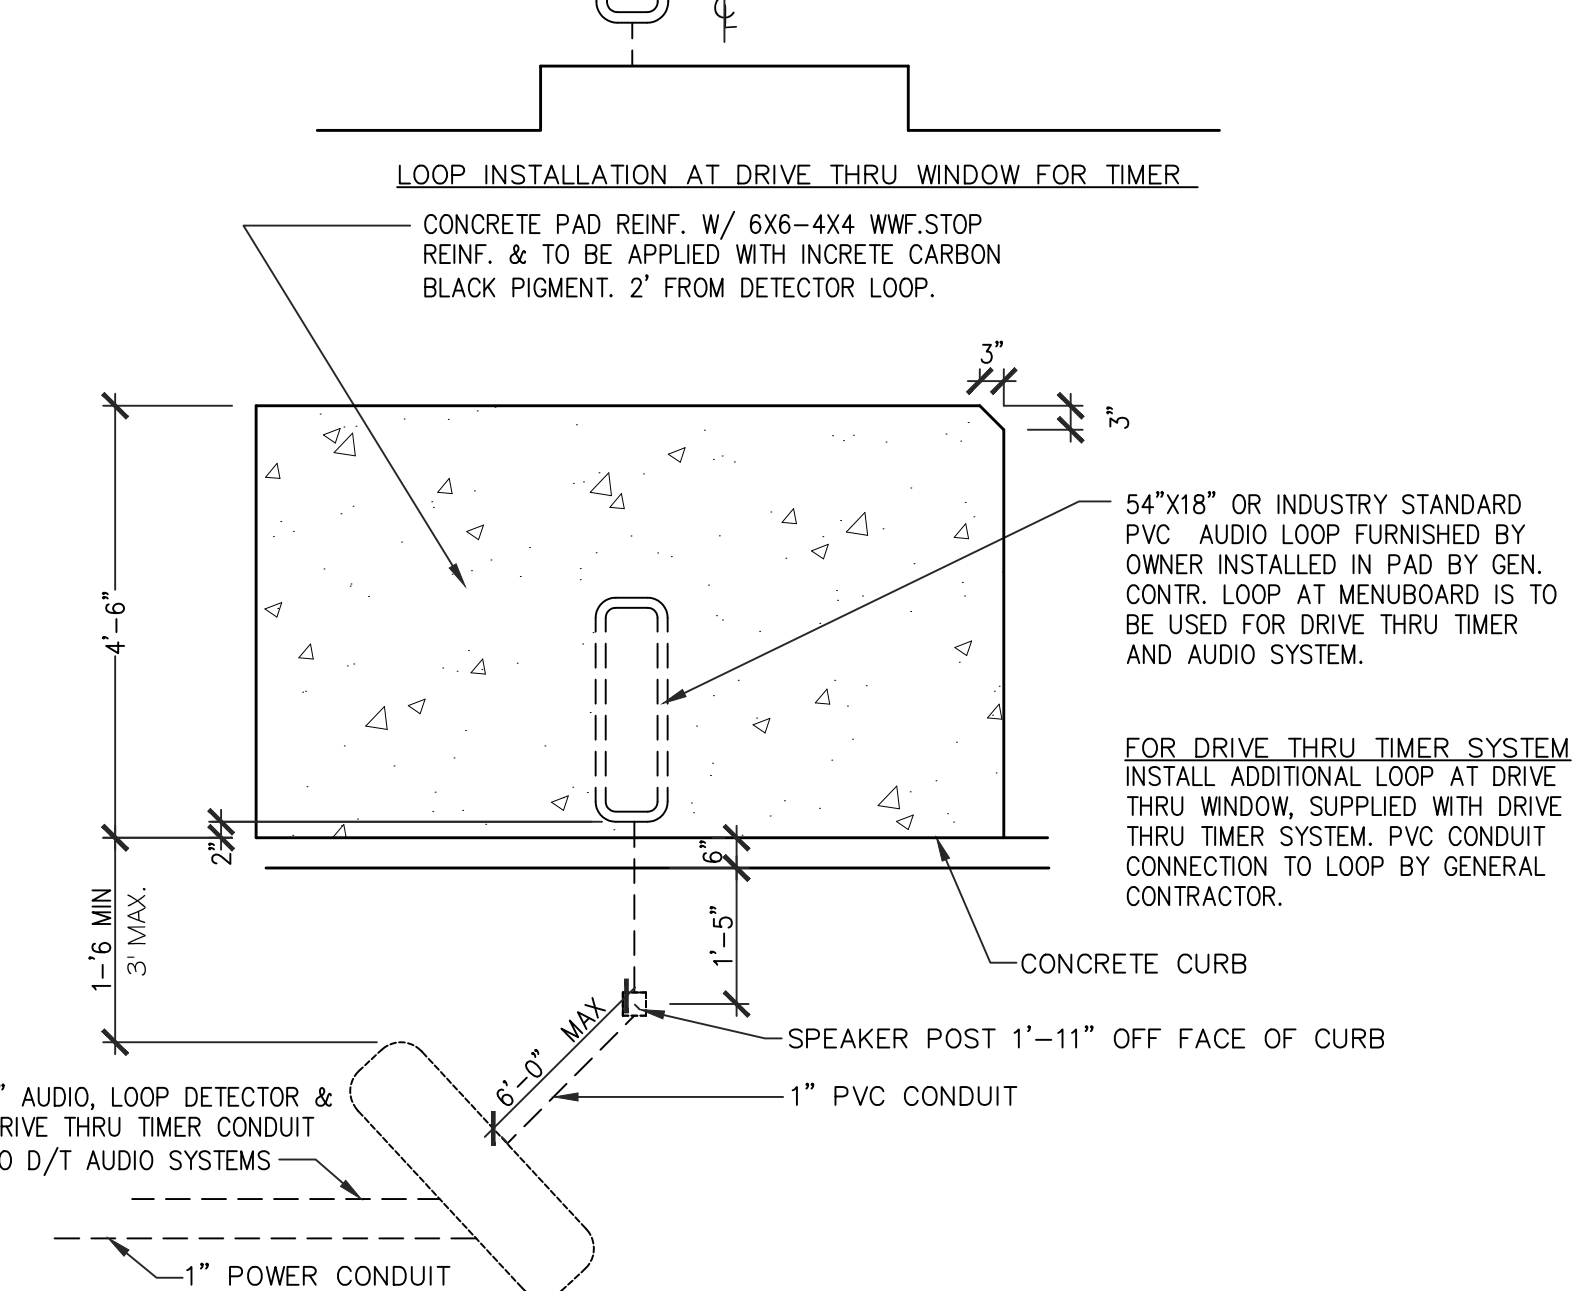 LOOP INSTALLATION AT DRIVE THRU WINDOW FOR TIMER
CONCRETE PAD REINF. W/ 6X6-4X4 WWF.STOP
REINF. & TO BE APPLIED WITH INCRETE CARBON
BLACK PIGMENT. 2' FROM DETECTOR LOOP.
3"
3"
54"X18" OR INDUSTRY STANDARD
PVC AUDIO LOOP FURNISHED BY
OWNER INSTALLED IN PAD BY GEN.
CONTR. LOOP AT MENUBOARD IS TO
BE USED FOR DRIVE THRU TIMER
AND AUDIO SYSTEM.
4'-6"
FOR DRIVE THRU TIMER SYSTEM
INSTALL ADDITIONAL LOOP AT DRIVE
THRU WINDOW, SUPPLIED WITH DRIVE
THRU TIMER SYSTEM. PVC CONDUIT
CONNECTION TO LOOP BY GENERAL
CONTRACTOR.
2"
6"
1-'6 MIN
3' MAX.
1'-5"
CONCRETE CURB
6'-0" MAX
SPEAKER POST 1'-11" OFF FACE OF CURB
1" PVC CONDUIT
" AUDIO, LOOP DETECTOR &
RIVE THRU TIMER CONDUIT
O D/T AUDIO SYSTEMS
1" POWER CONDUIT